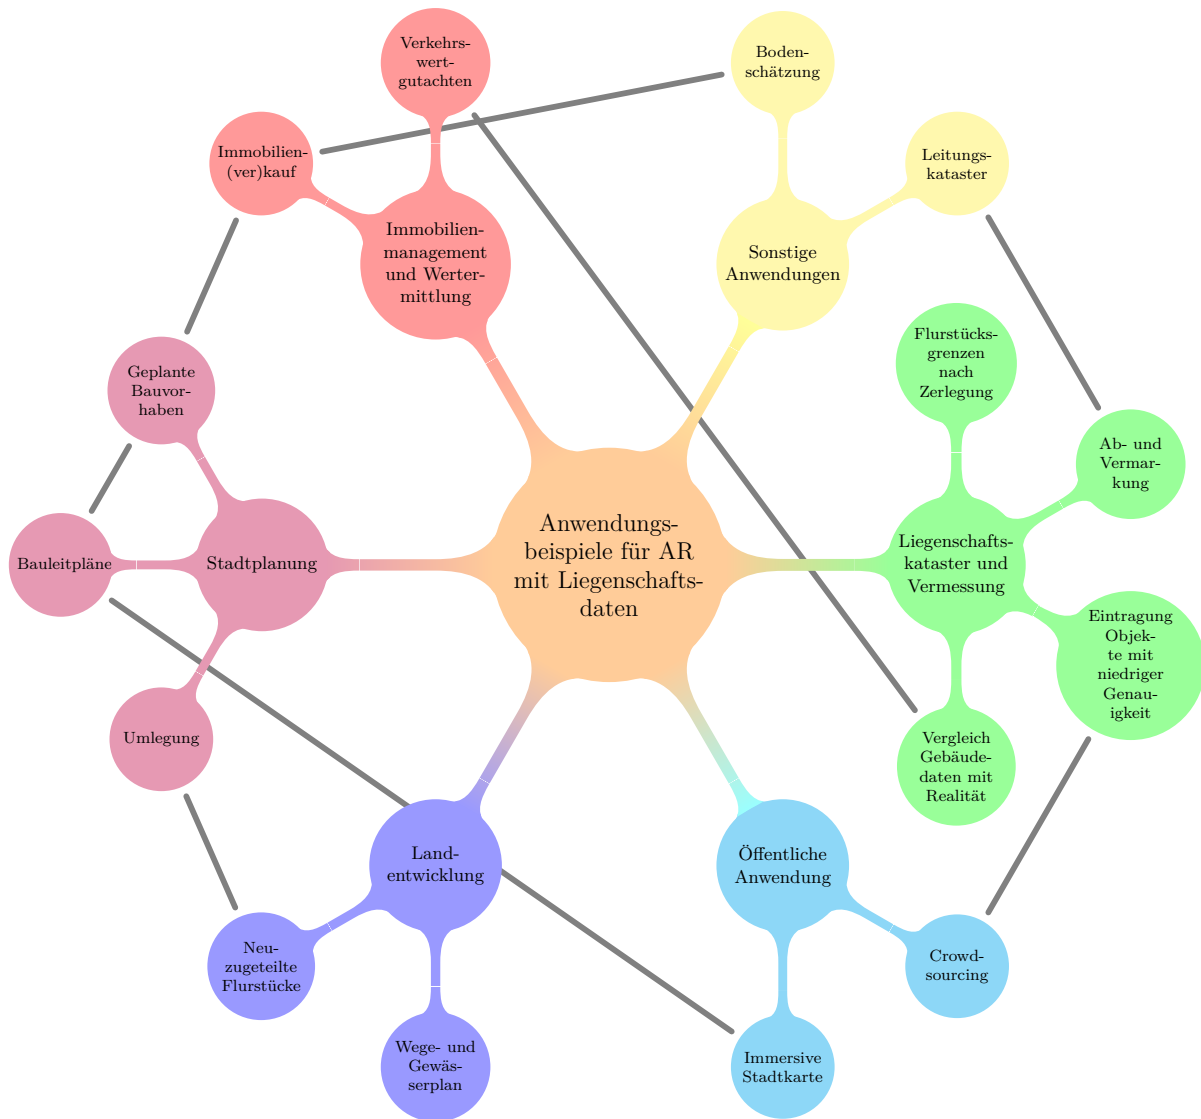 Verkehrs-
wert-
gutachten
Boden-
schätzung
Immobilien-
(ver)kauf
Leitungs-
kataster
Immobilien-
management
und Werter-
mittlung
Sonstige
Anwendungen
Flurstücks-
grenzen
nach
Zerlegung
Geplante
Bauvor-
haben
Ab- und
Vermar-
kung
Anwendungs-
beispiele für AR
mit Liegenschafts-
daten
Bauleitpläne
Stadtplanung
Liegenschafts-
kataster und
Vermessung
Eintragung
Objek-
te mit
niedriger
Genau-
igkeit
Umlegung
Vergleich
Gebäude-
daten mit
Realität
Land-
entwicklung
Öffentliche
Anwendung
Neu-
zugeteilte
Flurstücke
Crowd-
sourcing
Wege- und
Gewäs-
serplan
Immersive
Stadtkarte